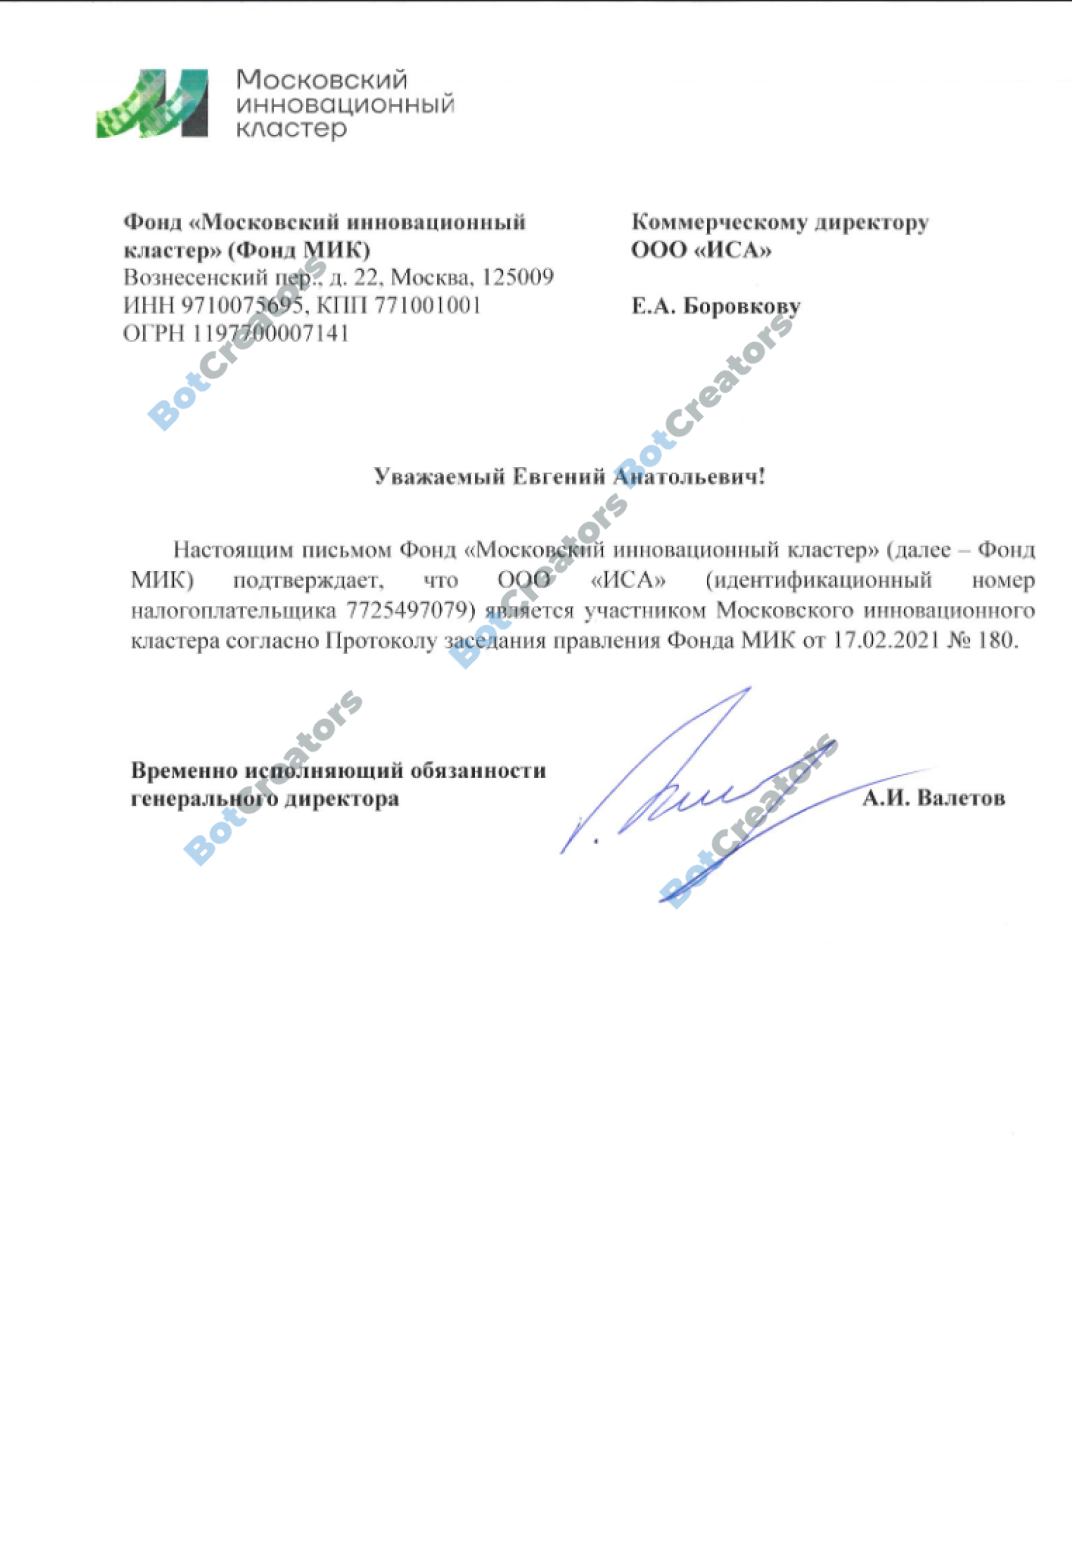 Московский
инновационный
кластер
Фонд «Московский инновационный
кластер» (Фонд МИК)
Вознесенский пер., д. 22, Москва, 125009
ИНН 9710075695, КПП 771001001
ОГРН 1197700007141
Коммерческому директору
ООО «ИСА»
Е.А. Боровкову
BotCreators
BotCreators
Уважаемый Евгений Анатольевич!
Настоящим письмом Фонд «Московский инновационный кластер» (далее – Фонд
МИК) подтверждает, что ООО «ИСА» (идентификационный номер
налогоплательщика 7725497079) является участником Московского инновационного
кластера согласно Протоколу заседания правления Фонда МИК от 17.02.2021 № 180.
BotCreators
Временно исполняющий обязанности
генерального директора
А.И. Валетов
BotCreators
BotCreators